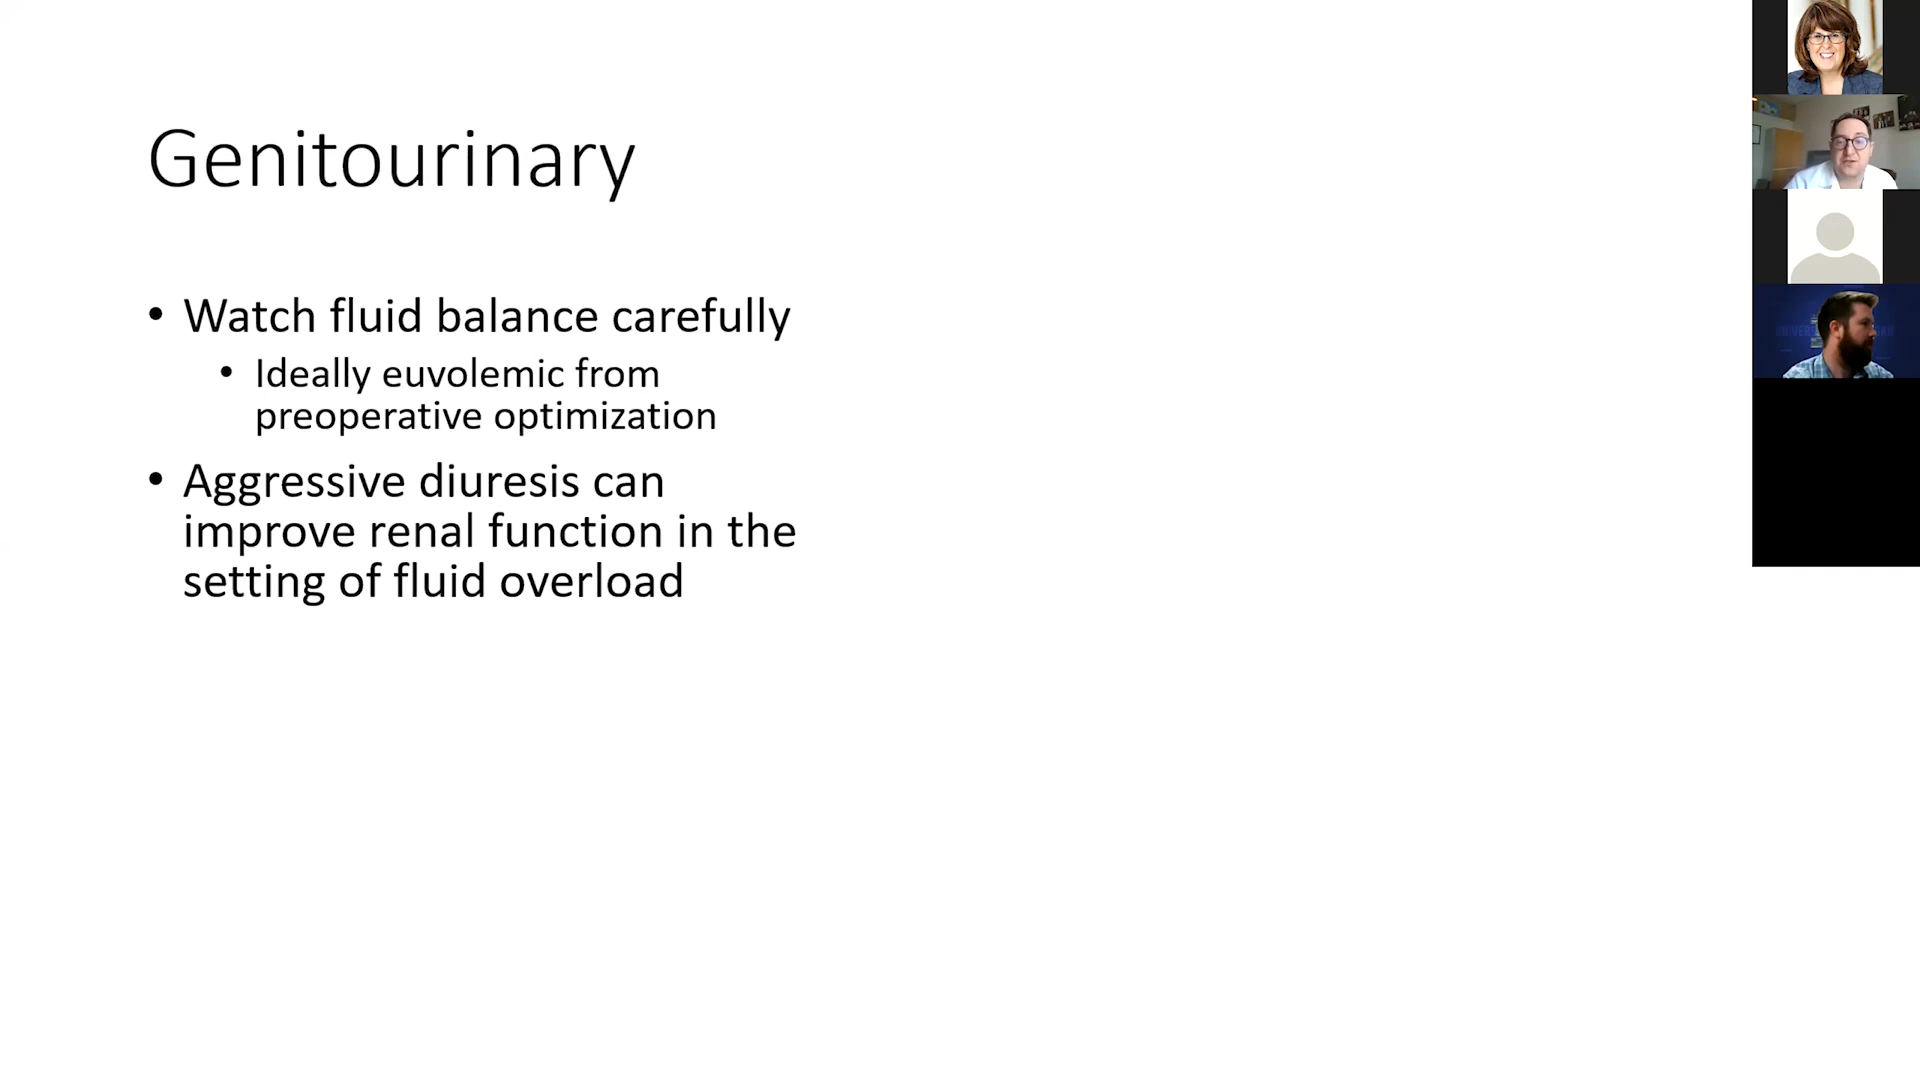 Genitourinary
• Watch fluid balance carefully
• Ideally euvolemic from
preoperative optimization
• Aggressive diuresis can
improve renal function in the
setting of fluid overload